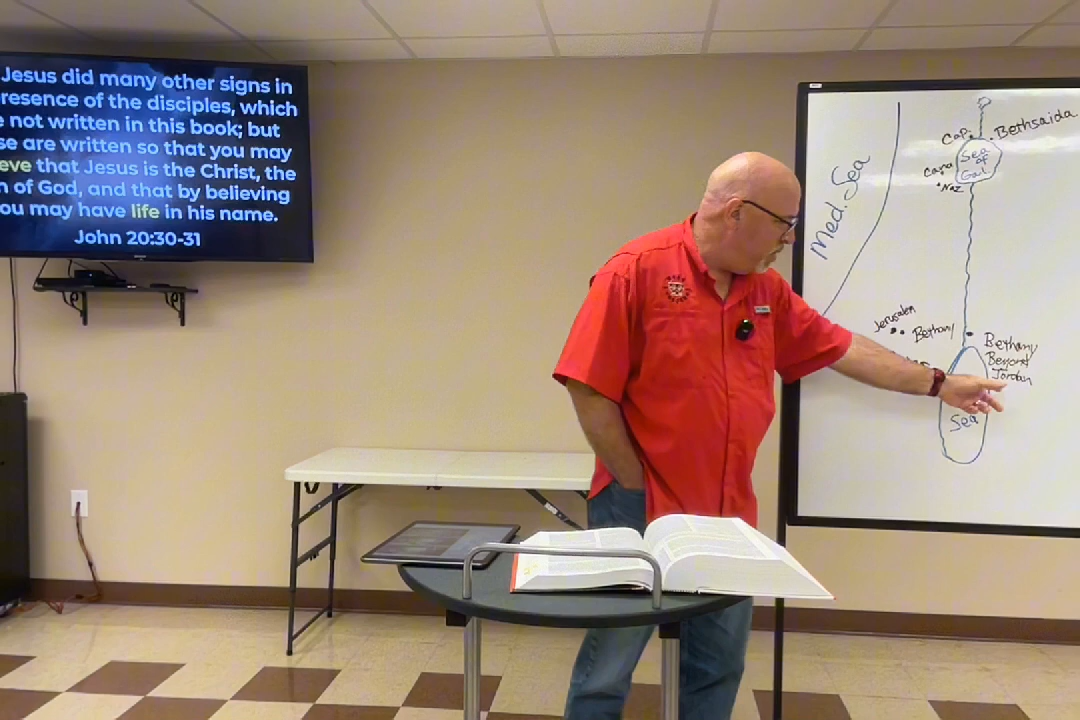 Jesus did many other signs in
resence of the disciples, which
e not written in this book; but
se are written so that you may
eve that Jesus is the Christ, the
n of God, and that by believing
ou may have life in his name.
John 20:30-31
Med. Sea
Cap.
Bethsaida
Sea
of
Gal
Cana
Naz
Jerusalem
Bethany
Bethany
Beyond
Jordan
Sea